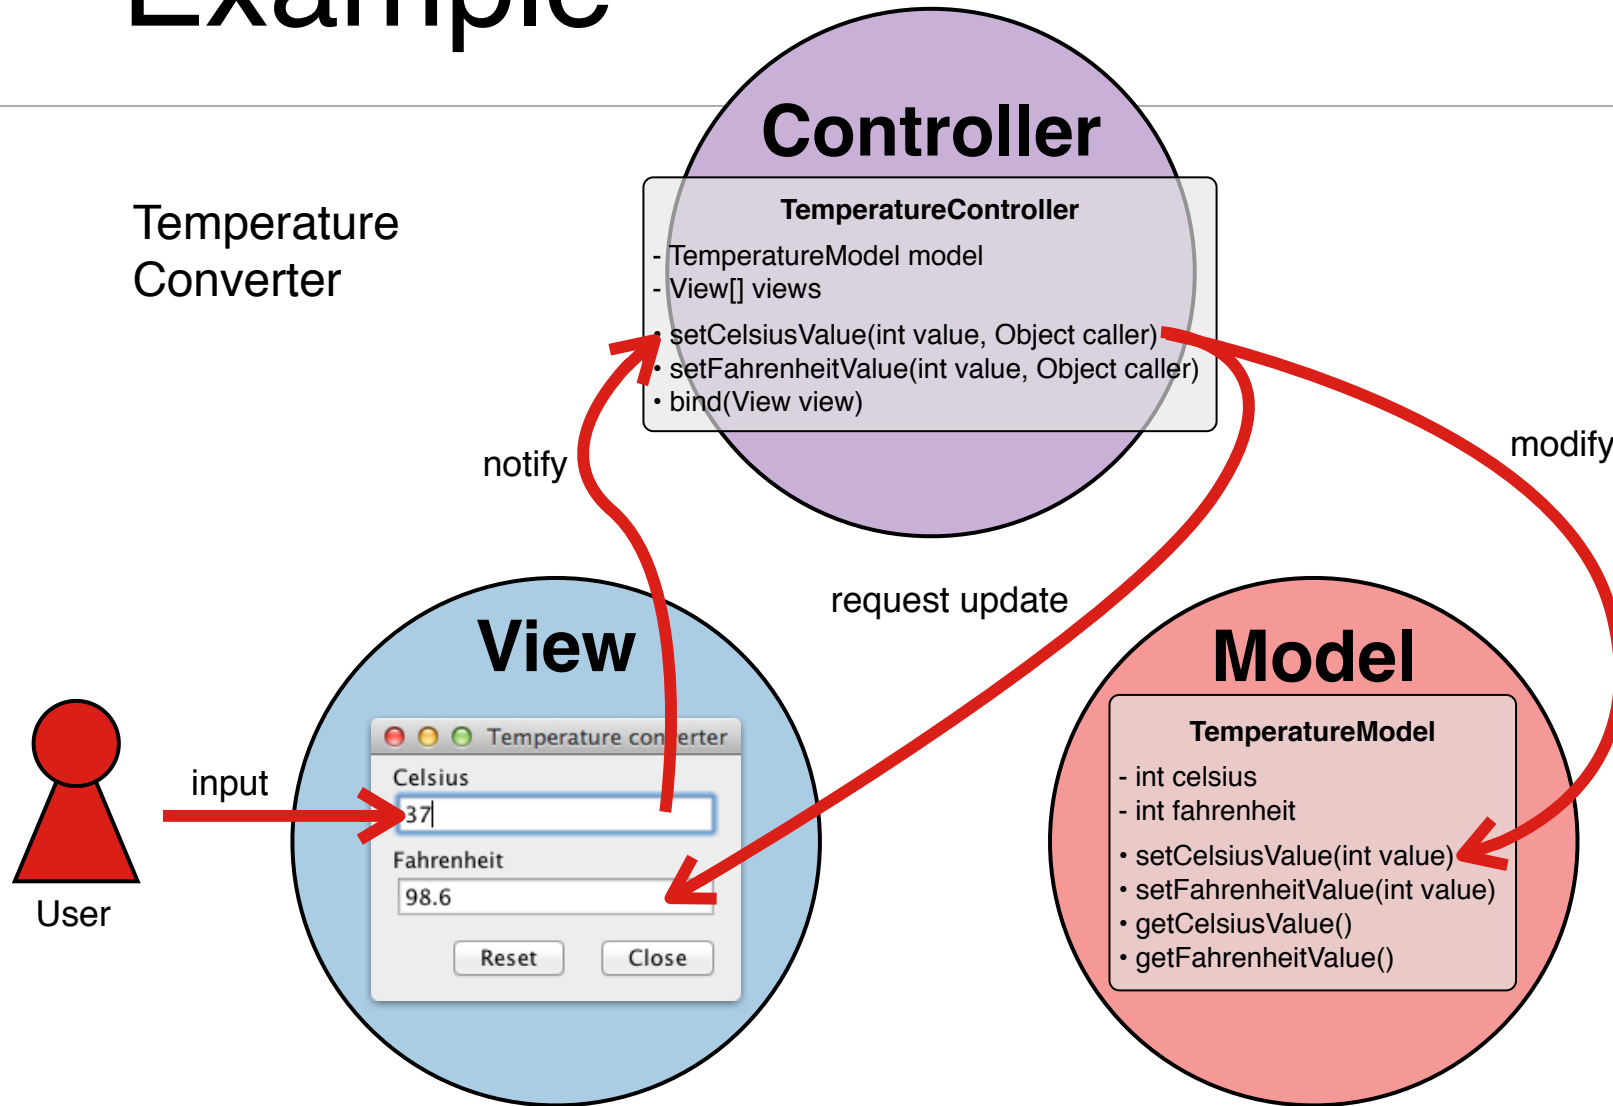 Example
Temperature
Converter
Controller
TemperatureController
- TemperatureModel model
- View[] views
• setCelsiusValue(int value, Object caller)
• setFahrenheitValue(int value, Object caller)
• bind(View view)
notify
modify
request update
View
Temperature converter
Celsius
37
Fahrenheit
98.6
Reset
Close
input
User
Model
TemperatureModel
- int celsius
- int fahrenheit
• setCelsiusValue(int value)
• setFahrenheitValue(int value)
• getCelsiusValue()
• getFahrenheitValue()